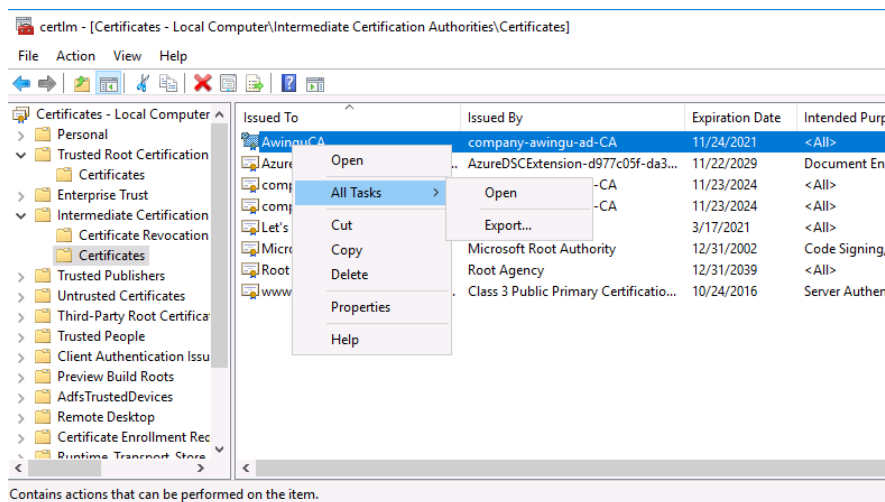 certlm - [Certificates - Local Computer\Intermediate Certification Authorities\Certificates]
File Action View Help
Certificates - Local Computer
Personal
Trusted Root Certification
Certificates
Enterprise Trust
Intermediate Certification
Certificate Revocation
Certificates
Trusted Publishers
Untrusted Certificates
Third-Party Root Certifica
Trusted People
Client Authentication Issu
Preview Build Roots
AdfsTrustedDevices
Remote Desktop
Certificate Enrollment Rec
Runtime Transport Store
Issued To Issued By Expiration Date Intended Purp
AwinguCA company-awingu-ad-CA 11/24/2021 <All>
Azure .. AzureDSCExtension-d977c05f-da3... 11/22/2029 Document En
comp -CA 11/23/2024 <All>
comp -CA 11/23/2024 <All>
Let's 3/17/2021 <All>
Micro Microsoft Root Authority 12/31/2002 Code Signing,
Root Root Agency 12/31/2039 <All>
www . Class 3 Public Primary Certificatio... 10/24/2016 Server Authen
Open
All Tasks
Cut
Copy
Delete
Properties
Help
Open
Export...
Contains actions that can be performed on the item.